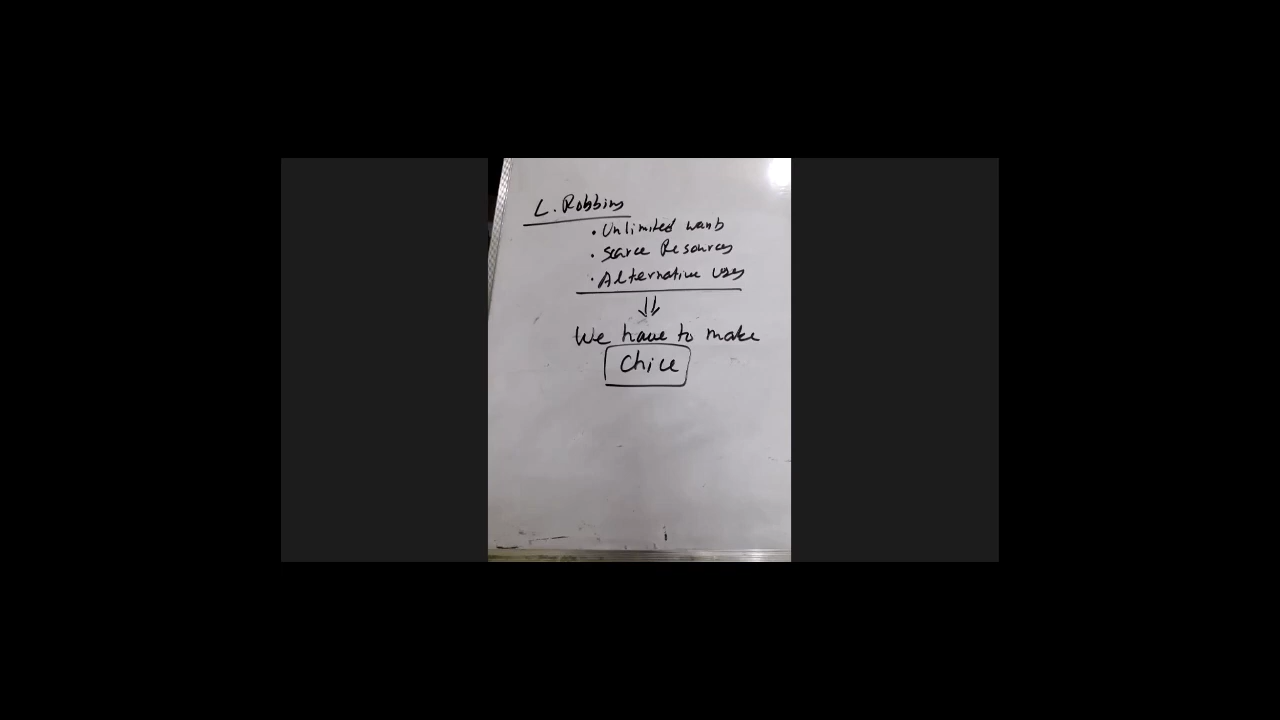 L. Robbins
• Unlimited wants
• Scarce Resources
• Alternative uses
We have to make
Chice